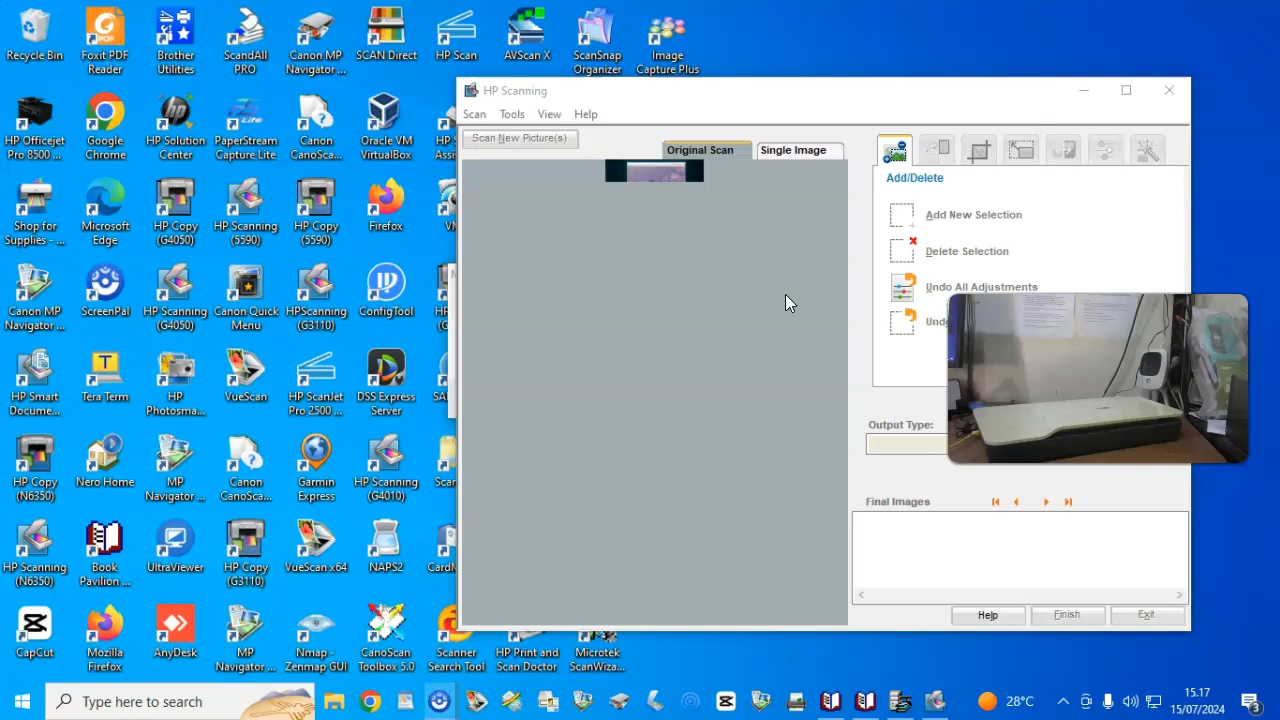 Recycle Bin
Foxit PDF
Reader
Brother
Utilities
ScandAll
PRO
Canon MP
Navigator ...
SCAN Direct
HP Scan
AVScan X
ScanSnap
Organizer
Image
Capture Plus
HP Officejet
Pro 8500 ...
Google
Chrome
HP Solution
Center
PaperStream
Capture Lite
Canon
CanoSca...
Oracle VM
VirtualBox
Shop for
Supplies - ...
Microsoft
Edge
HP Copy
(G4050)
HP Scanning
(5590)
HP Copy
(5590)
Firefox
Canon MP
Navigator ...
ScreenPal
HP Scanning
(G4050)
Canon Quick
Menu
HPScanning
(G3110)
ConfigTool
HP Smart
Docume...
Tera Term
HP
Photosma...
VueScan
HP ScanJet
Pro 2500 ...
DSS Express
Server
HP Copy
(N6350)
Nero Home
MP
Navigator ...
Canon
CanoSca...
Garmin
Express
HP Scanning
(G4010)
HP Scanning
(N6350)
Book
Pavilion ...
UltraViewer
HP Copy
(G3110)
VueScan x64
NAPS2
CapCut
Mozilla
Firefox
AnyDesk
MP
Navigator ...
Nmap -
Zenmap GUI
CanoScan
Toolbox 5.0
Scanner
Search Tool
HP Print and
Scan Doctor
Microtek
ScanWiza...
HP Scanning
Scan Tools View Help
Scan New Picture(s)
Original Scan
Single Image
Add/Delete
Add New Selection
Delete Selection
Undo All Adjustments
Output Type:
Final Images
Help
Finish
Exit
Type here to search
28°C
15.17
15/07/2024
3